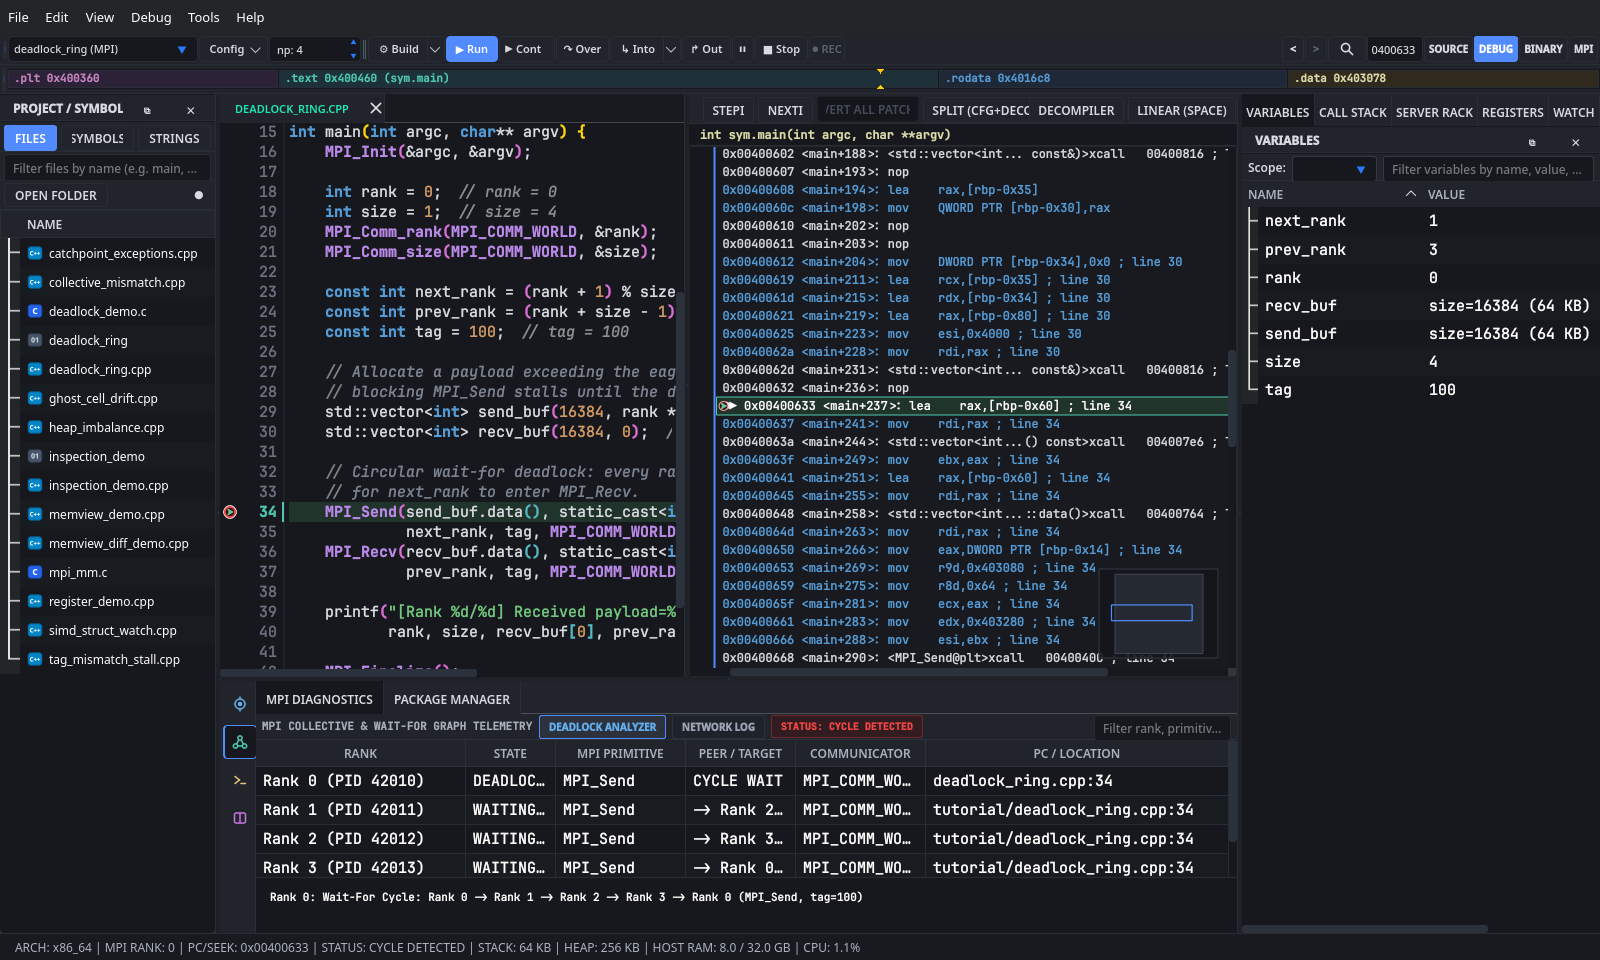 File Edit View Debug Tools Help
deadlock_ring (MPI) Config np: 4 Build Run Cont Over Into Out Stop REC 0400633 SOURCE DEBUG BINARY MPI
.plt 0x400360 .text 0x400460 (sym.main) .rodata 0x4016c8 .data 0x403078
PROJECT / SYMBOL
FILES SYMBOLS STRINGS
Filter files by name (e.g. main, ...
OPEN FOLDER
NAME
catchpoint_exceptions.cpp
collective_mismatch.cpp
deadlock_demo.c
deadlock_ring
deadlock_ring.cpp
ghost_cell_drift.cpp
heap_imbalance.cpp
inspection_demo
inspection_demo.cpp
memview_demo.cpp
memview_diff_demo.cpp
mpi_mm.c
register_demo.cpp
simd_struct_watch.cpp
tag_mismatch_stall.cpp
DEADLOCK_RING.CPP
15 int main(int argc, char** argv) {
16 MPI_Init(&argc, &argv);
17
18 int rank = 0; // rank = 0
19 int size = 1; // size = 4
20 MPI_Comm_rank(MPI_COMM_WORLD, &rank);
21 MPI_Comm_size(MPI_COMM_WORLD, &size);
22
23 const int next_rank = (rank + 1) % size
24 const int prev_rank = (rank + size - 1)
25 const int tag = 100; // tag = 100
26
27 // Allocate a payload exceeding the eag
28 // blocking MPI_Send stalls until the d
29 std::vector<int> send_buf(16384, rank *
30 std::vector<int> recv_buf(16384, 0); /
31
32 // Circular wait-for deadlock: every ra
33 // for next_rank to enter MPI_Recv.
34 MPI_Send(send_buf.data(), static_cast<i
35 next_rank, tag, MPI_COMM_WORLD
36 MPI_Recv(recv_buf.data(), static_cast<i
37 prev_rank, tag, MPI_COMM_WORLD
38
39 printf("[Rank %d/%d] Received payload=%
40 rank, size, recv_buf[0], prev_ra
41
STEPI NEXTI /ERT ALL PATCH SPLIT (CFG+DECC DECOMPILER LINEAR (SPACE)
int sym.main(int argc, char **argv)
0x00400602 <main+188>: <std::vector<int... const&)>xcall 00400816 ;
0x00400607 <main+193>: nop
0x00400608 <main+194>: lea rax,[rbp-0x35]
0x0040060c <main+198>: mov QWORD PTR [rbp-0x30],rax
0x00400610 <main+202>: nop
0x00400611 <main+203>: nop
0x00400612 <main+204>: mov DWORD PTR [rbp-0x34],0x0 ; line 30
0x00400619 <main+211>: lea rcx,[rbp-0x35] ; line 30
0x0040061d <main+215>: lea rdx,[rbp-0x34] ; line 30
0x00400621 <main+219>: lea rax,[rbp-0x80] ; line 30
0x00400625 <main+223>: mov esi,0x4000 ; line 30
0x0040062a <main+228>: mov rdi,rax ; line 30
0x0040062d <main+231>: <std::vector<int... const&)>xcall 00400816 ;
0x00400632 <main+236>: nop
0x00400633 <main+237>: lea rax,[rbp-0x60] ; line 34
0x00400637 <main+241>: mov rdi,rax ; line 34
0x0040063a <main+244>: <std::vector<int...() const>xcall 004007e6 ;
0x0040063f <main+249>: mov ebx,eax ; line 34
0x00400641 <main+251>: lea rax,[rbp-0x60] ; line 34
0x00400645 <main+255>: mov rdi,rax ; line 34
0x00400648 <main+258>: <std::vector<int...::data()>xcall 00400764 ;
0x0040064d <main+263>: mov rdi,rax ; line 34
0x00400650 <main+266>: mov eax,DWORD PTR [rbp-0x14] ; line 34
0x00400653 <main+269>: mov r9d,0x403080 ; line 34
0x00400659 <main+275>: mov r8d,0x64 ; line 34
0x0040065f <main+281>: mov ecx,eax ; line 34
0x00400661 <main+283>: mov edx,0x403280 ; line 34
0x00400666 <main+288>: mov esi,ebx ; line 34
0x00400668 <main+290>: <MPI_Send@plt>xcall 0040040 ; line 34
VARIABLES CALL STACK SERVER RACK REGISTERS WATCH
VARIABLES
Scope: Filter variables by name, value, ...
NAME VALUE
next_rank 1
prev_rank 3
rank 0
recv_buf size=16384 (64 KB)
send_buf size=16384 (64 KB)
size 4
tag 100
MPI DIAGNOSTICS PACKAGE MANAGER
MPI COLLECTIVE & WAIT-FOR GRAPH TELEMETRY DEADLOCK ANALYZER NETWORK LOG STATUS: CYCLE DETECTED Filter rank, primitiv...
RANK STATE MPI PRIMITIVE PEER / TARGET COMMUNICATOR PC / LOCATION
Rank 0 (PID 42010) DEADLOC... MPI_Send CYCLE WAIT MPI_COMM_WO... deadlock_ring.cpp:34
Rank 1 (PID 42011) WAITING... MPI_Send → Rank 2... MPI_COMM_WO... tutorial/deadlock_ring.cpp:34
Rank 2 (PID 42012) WAITING... MPI_Send → Rank 3... MPI_COMM_WO... tutorial/deadlock_ring.cpp:34
Rank 3 (PID 42013) WAITING... MPI_Send → Rank 0... MPI_COMM_WO... tutorial/deadlock_ring.cpp:34
Rank 0: Wait-For Cycle: Rank 0 → Rank 1 → Rank 2 → Rank 3 → Rank 0 (MPI_Send, tag=100)
ARCH: x86_64 | MPI RANK: 0 | PC/SEEK: 0x00400633 | STATUS: CYCLE DETECTED | STACK: 64 KB | HEAP: 256 KB | HOST RAM: 8.0 / 32.0 GB | CPU: 1.1%